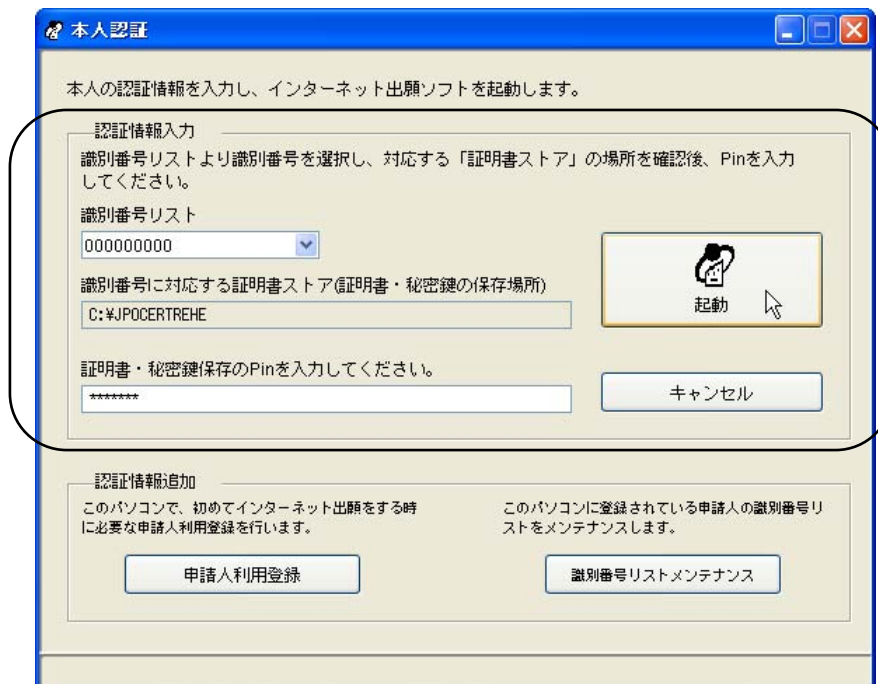 本人認証
本人の認証情報を入力し、インターネット出願ソフトを起動します。
認証情報入力
識別番号リストより識別番号を選択し、対応する「証明書ストア」の場所を確認後、Pinを入力
してください。
識別番号リスト
000000000
識別番号に対応する証明書ストア(証明書・秘密鍵の保存場所)
C:¥JPOCERTREHE
起動
証明書・秘密鍵保存のPinを入力してください。
*******
キャンセル
認証情報追加
このパソコンで、初めてインターネット出願をする時
に必要な申請人利用登録を行います。
申請人利用登録
このパソコンに登録されている申請人の識別番号リ
ストをメンテナンスします。
識別番号リストメンテナンス